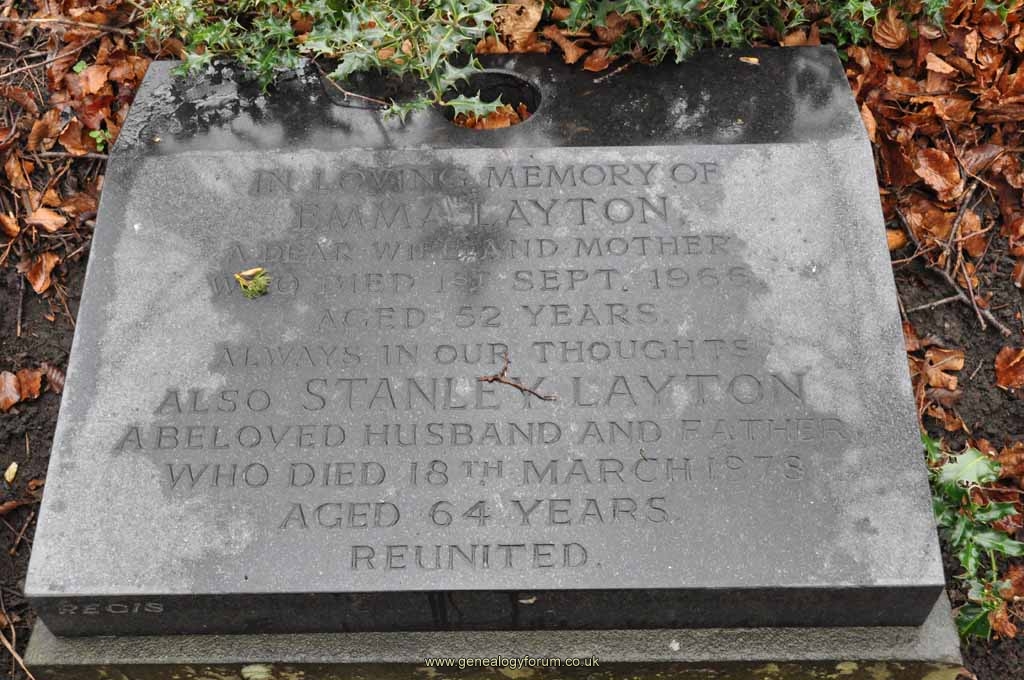 IN LOVING MEMORY OF
EMMA LAYTON
A DEAR WIFE AND MOTHER
WHO DIED 1ST SEPT. 1966
AGED 52 YEARS.
ALWAYS IN OUR THOUGHTS
ALSO STANLEY LAYTON
A BELOVED HUSBAND AND FATHER.
WHO DIED 18TH MARCH 1978
AGED 64 YEARS.
REUNITED.
REGIS
www.genealogyforum.co.uk